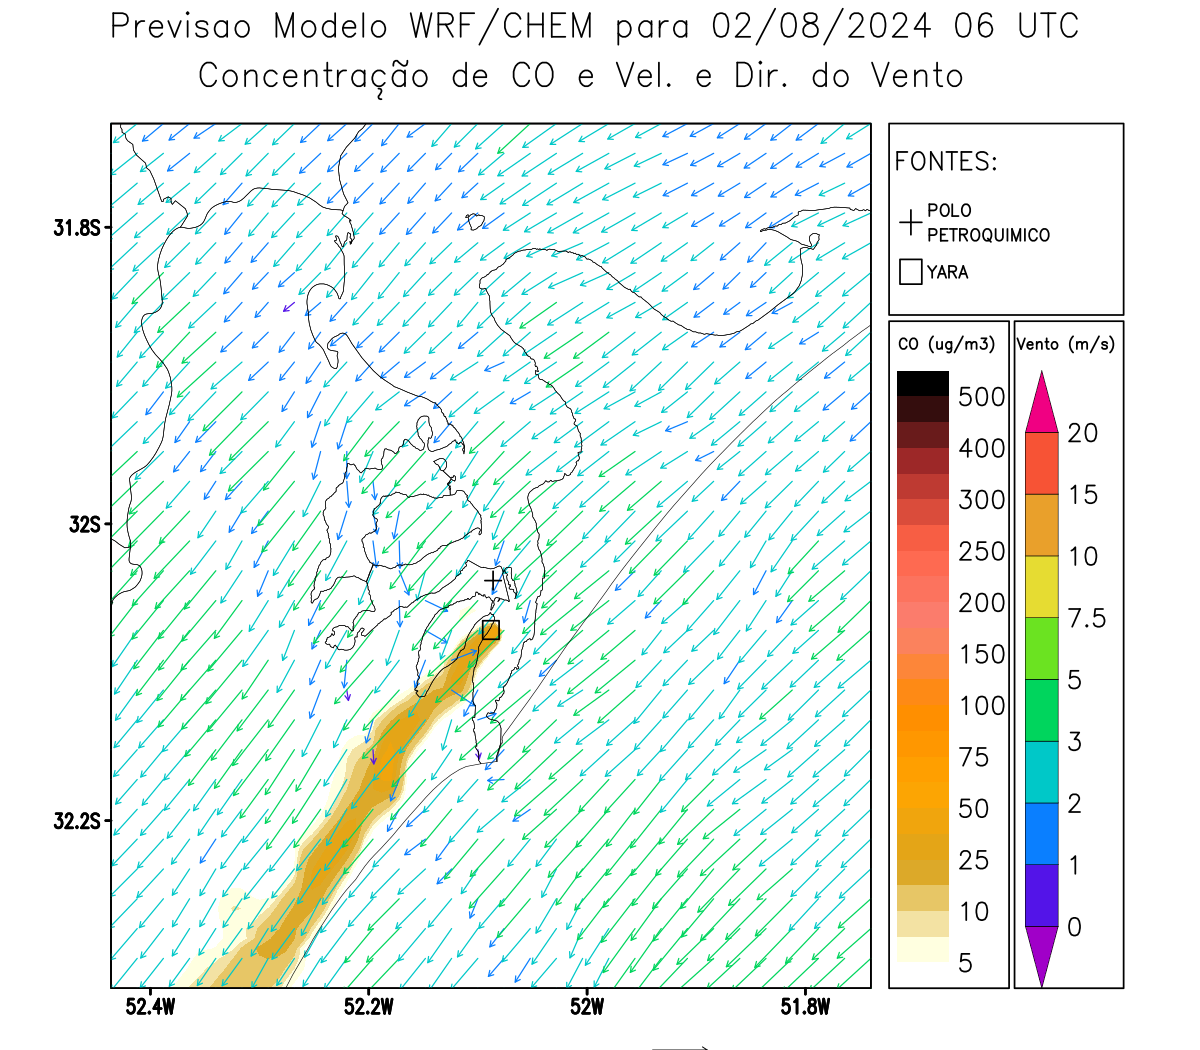 Previsao Modelo WRF/CHEM para 02/08/2024 06 UTC
Concentração de CO e Vel. e Dir. do Vento
FONTES:
POLO
PETROQUIMICO
YARA
CO (ug/m3)
500
400
300
250
200
150
100
75
50
25
10
5
Vento (m/s)
20
15
10
7.5
5
3
2
1
0
31.8S
32S
32.2S
52.4W
52.2W
52W
51.8W